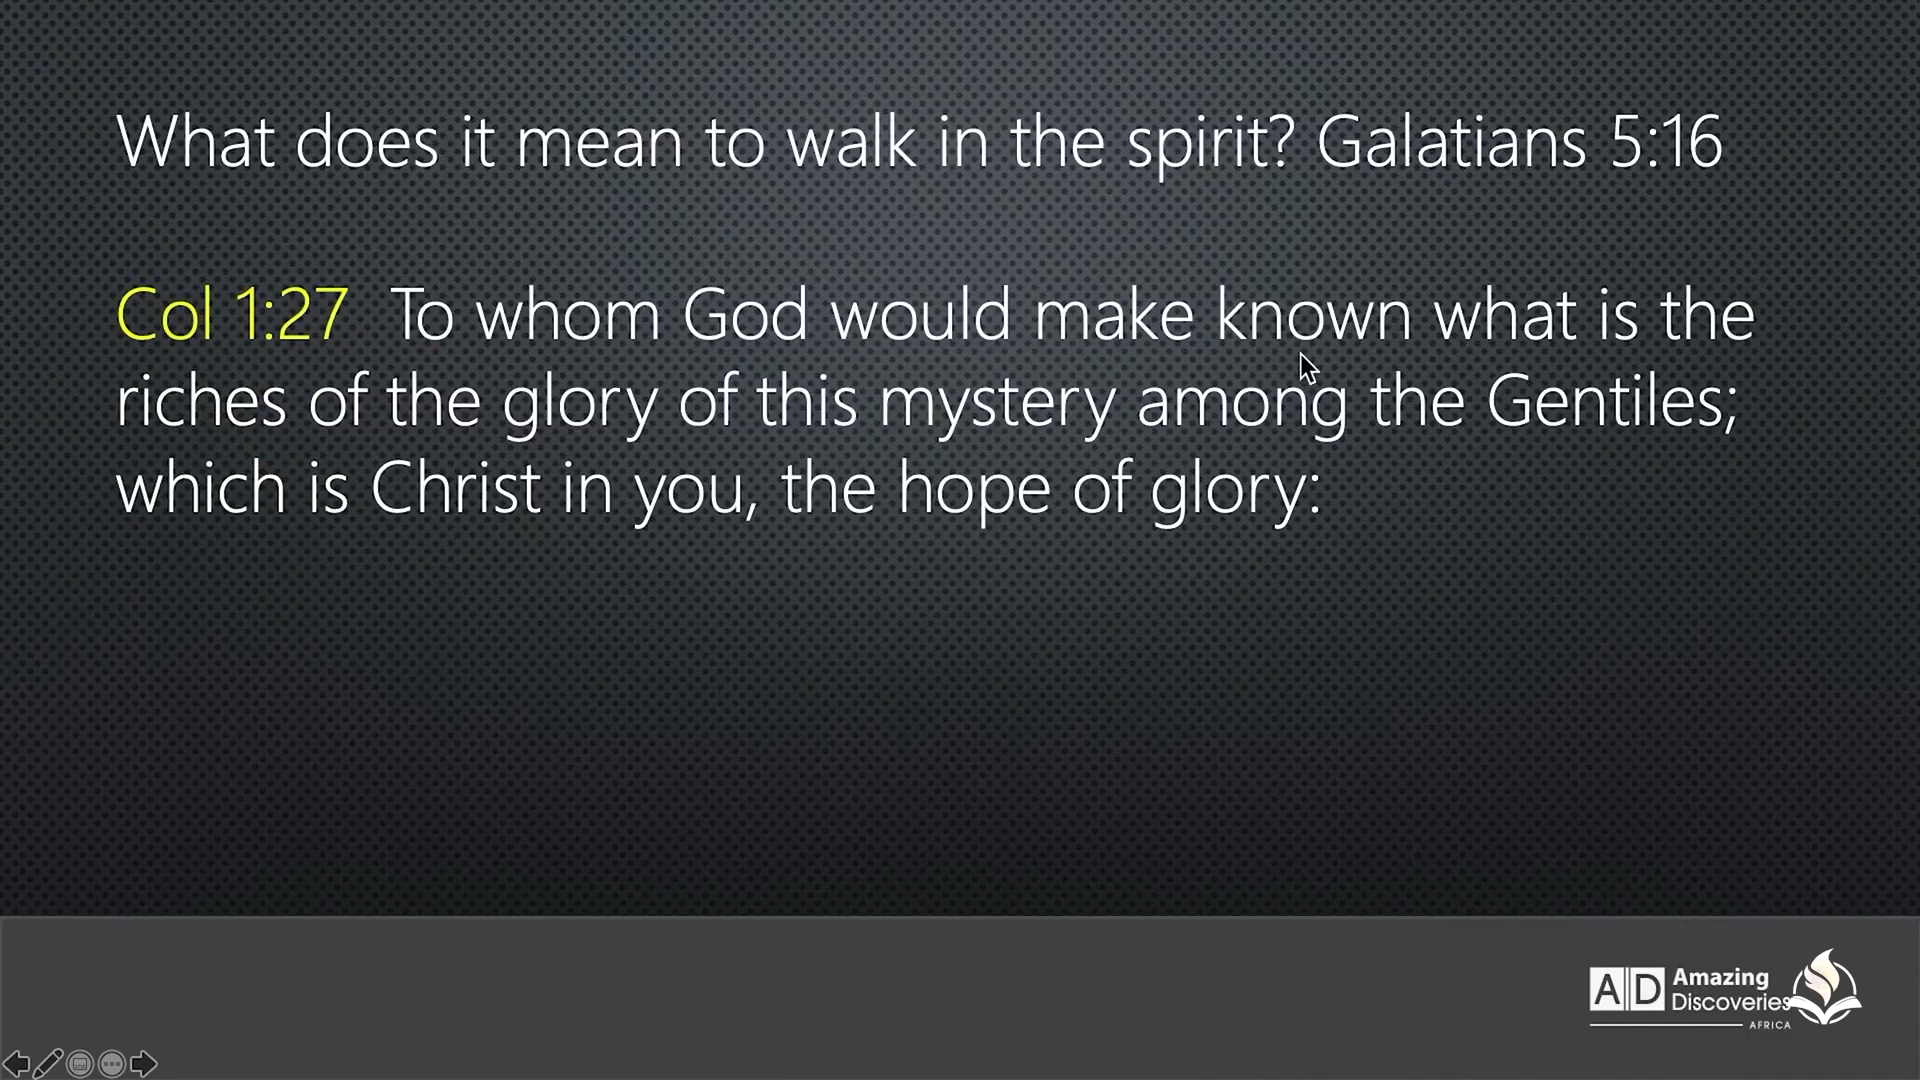 What does it mean to walk in the spirit? Galatians 5:16
Col 1:27 To whom God would make known what is the
riches of the glory of this mystery among the Gentiles;
which is Christ in you, the hope of glory:
A|D Amazing
Discoveries
AFRICA